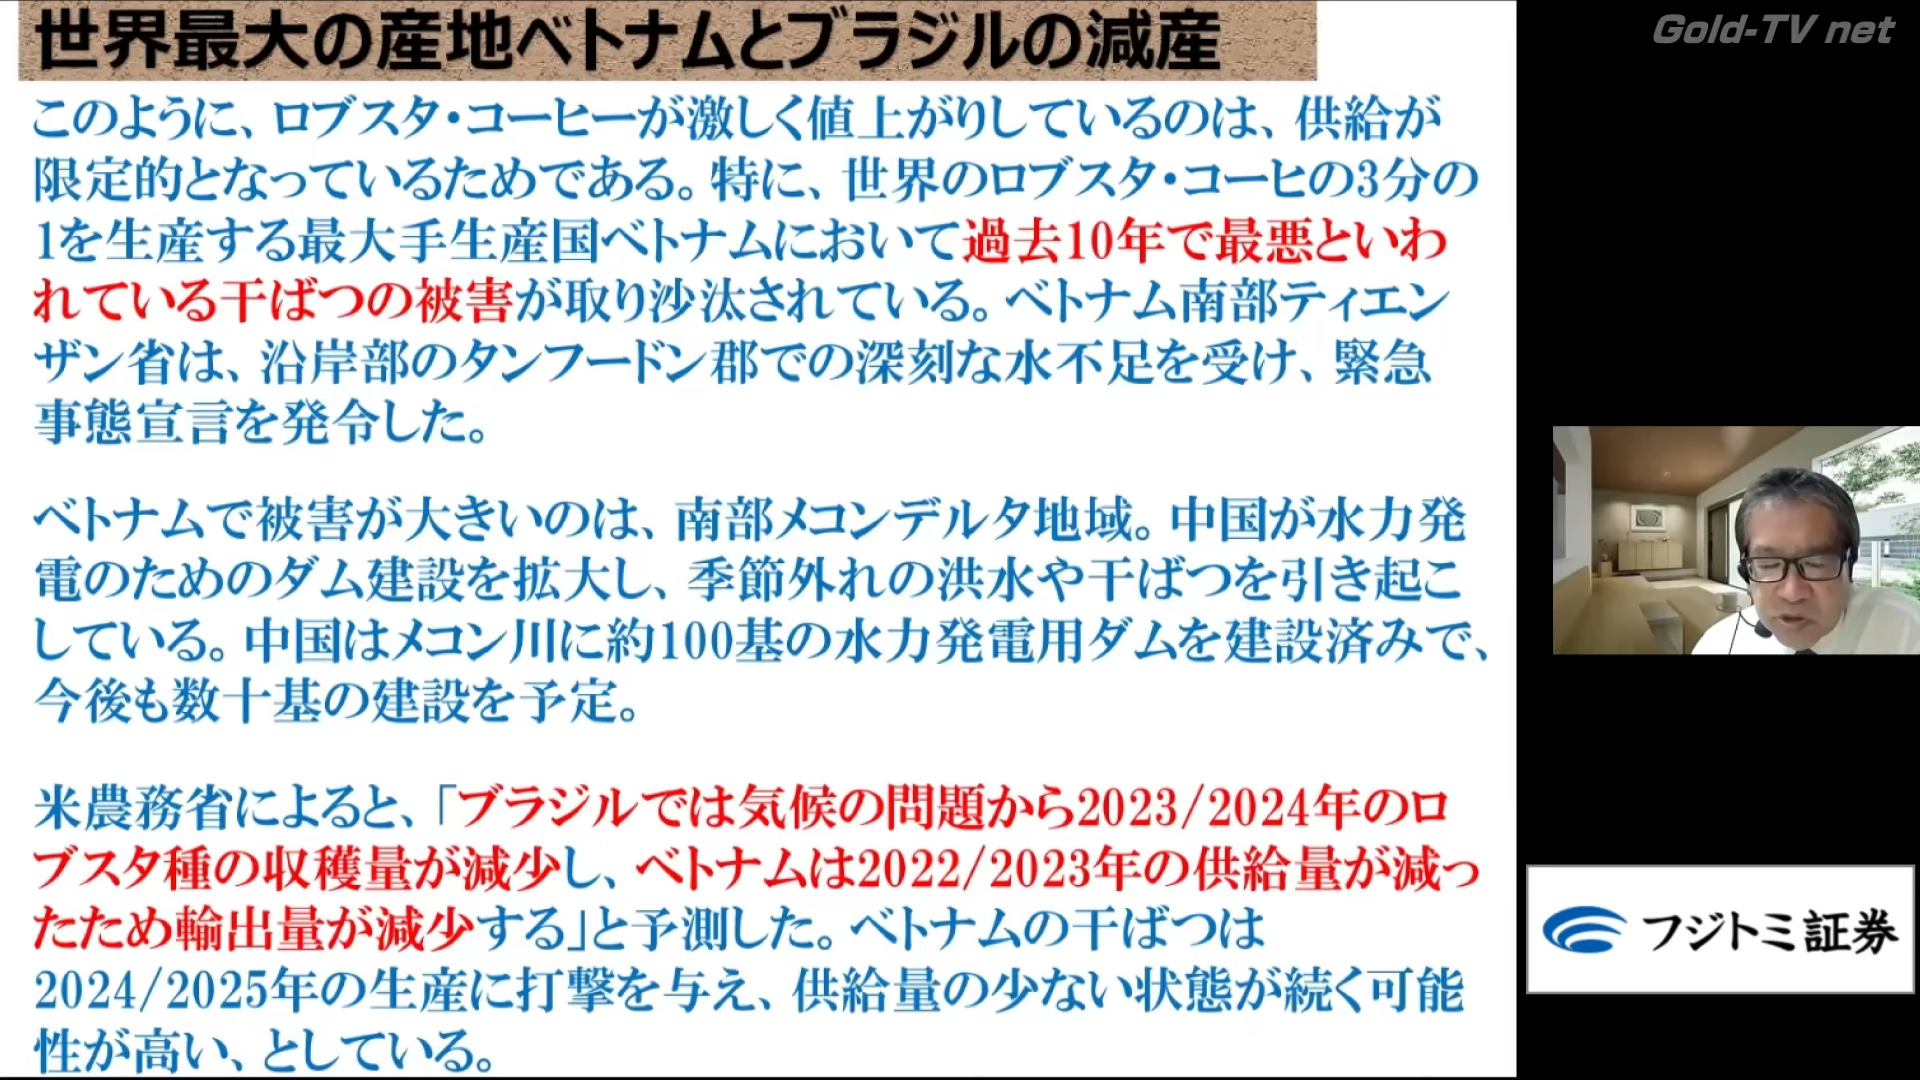 世界最大の産地ベトナムとブラジルの減産
このように、ロブスタ・コーヒーが激しく値上がりしているのは、供給が
限定的となっているためである。特に、世界のロブスタ・コーヒの3分の
1を生産する最大手生産国ベトナムにおいて過去10年で最悪といわ
れている干ばつの被害が取り沙汰されている。ベトナム南部ティエン
ザン省は、沿岸部のタンフードン郡での深刻な水不足を受け、緊急
事態宣言を発令した。
ベトナムで被害が大きいのは、南部メコンデルタ地域。中国が水力発
電のためのダム建設を拡大し、季節外れの洪水や干ばつを引き起こ
している。中国はメコン川に約100基の水力発電用ダムを建設済みで、
今後も数十基の建設を予定。
米農務省によると、「ブラジルでは気候の問題から2023/2024年のロ
ブスタ種の収穫量が減少し、ベトナムは2022/2023年の供給量が減っ
たため輸出量が減少する」と予測した。ベトナムの干ばつは
2024/2025年の生産に打撃を与え、供給量の少ない状態が続く可能
性が高い、としている。
Gold-TV net
フジトミ証券